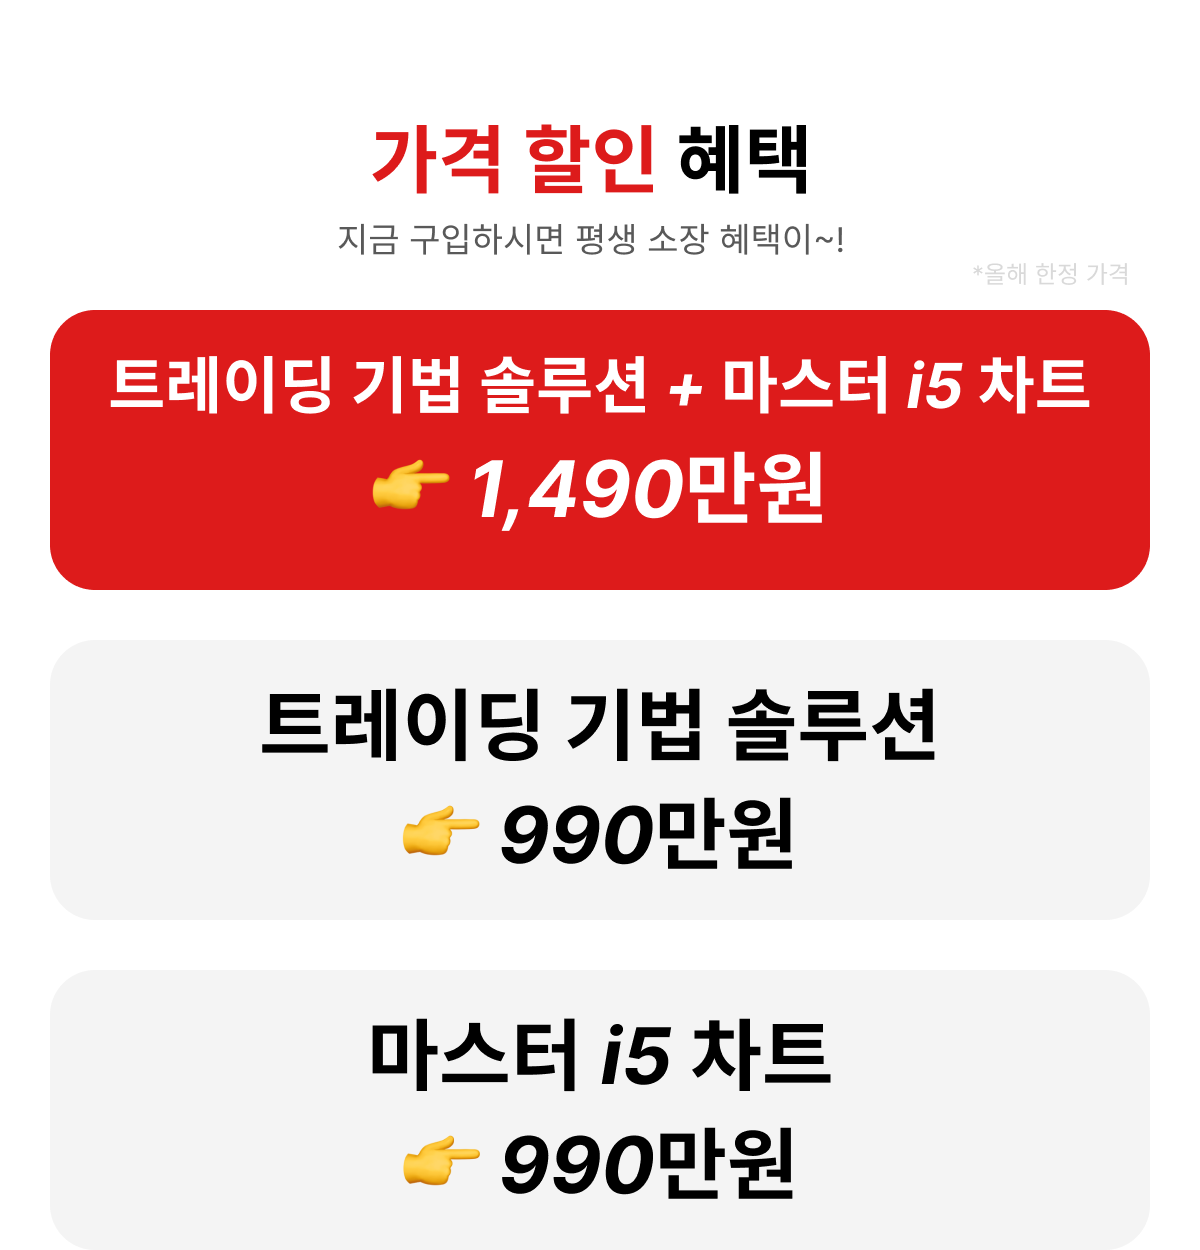 가격 할인 혜택
지금 구입하시면 평생 소장 혜택이~!
*올해 한정 가격
트레이딩 기법 솔루션 + 마스터 i5 차트
👉 1,490만원
트레이딩 기법 솔루션
👉 990만원
마스터 i5 차트
👉 990만원